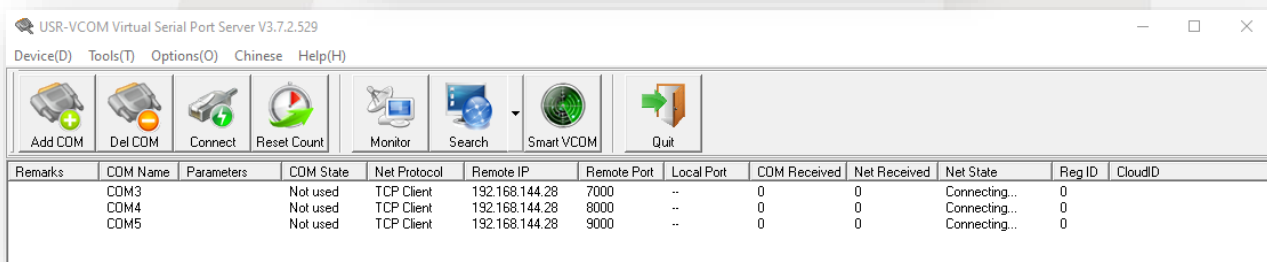 USR-VCOM Virtual Serial Port Server V3.7.2.529
Device(D) Tools(T) Options(O) Chinese Help(H)
Add COM Del COM Connect Reset Count Monitor Search Smart VCOM Quit
Remarks COM Name Parameters COM State Net Protocol Remote IP Remote Port Local Port COM Received Net Received Net State Reg ID CloudID
COM3 Not used TCP Client 192.168.144.28 7000 -- 0 0 Connecting... 0
COM4 Not used TCP Client 192.168.144.28 8000 -- 0 0 Connecting... 0
COM5 Not used TCP Client 192.168.144.28 9000 -- 0 0 Connecting... 0